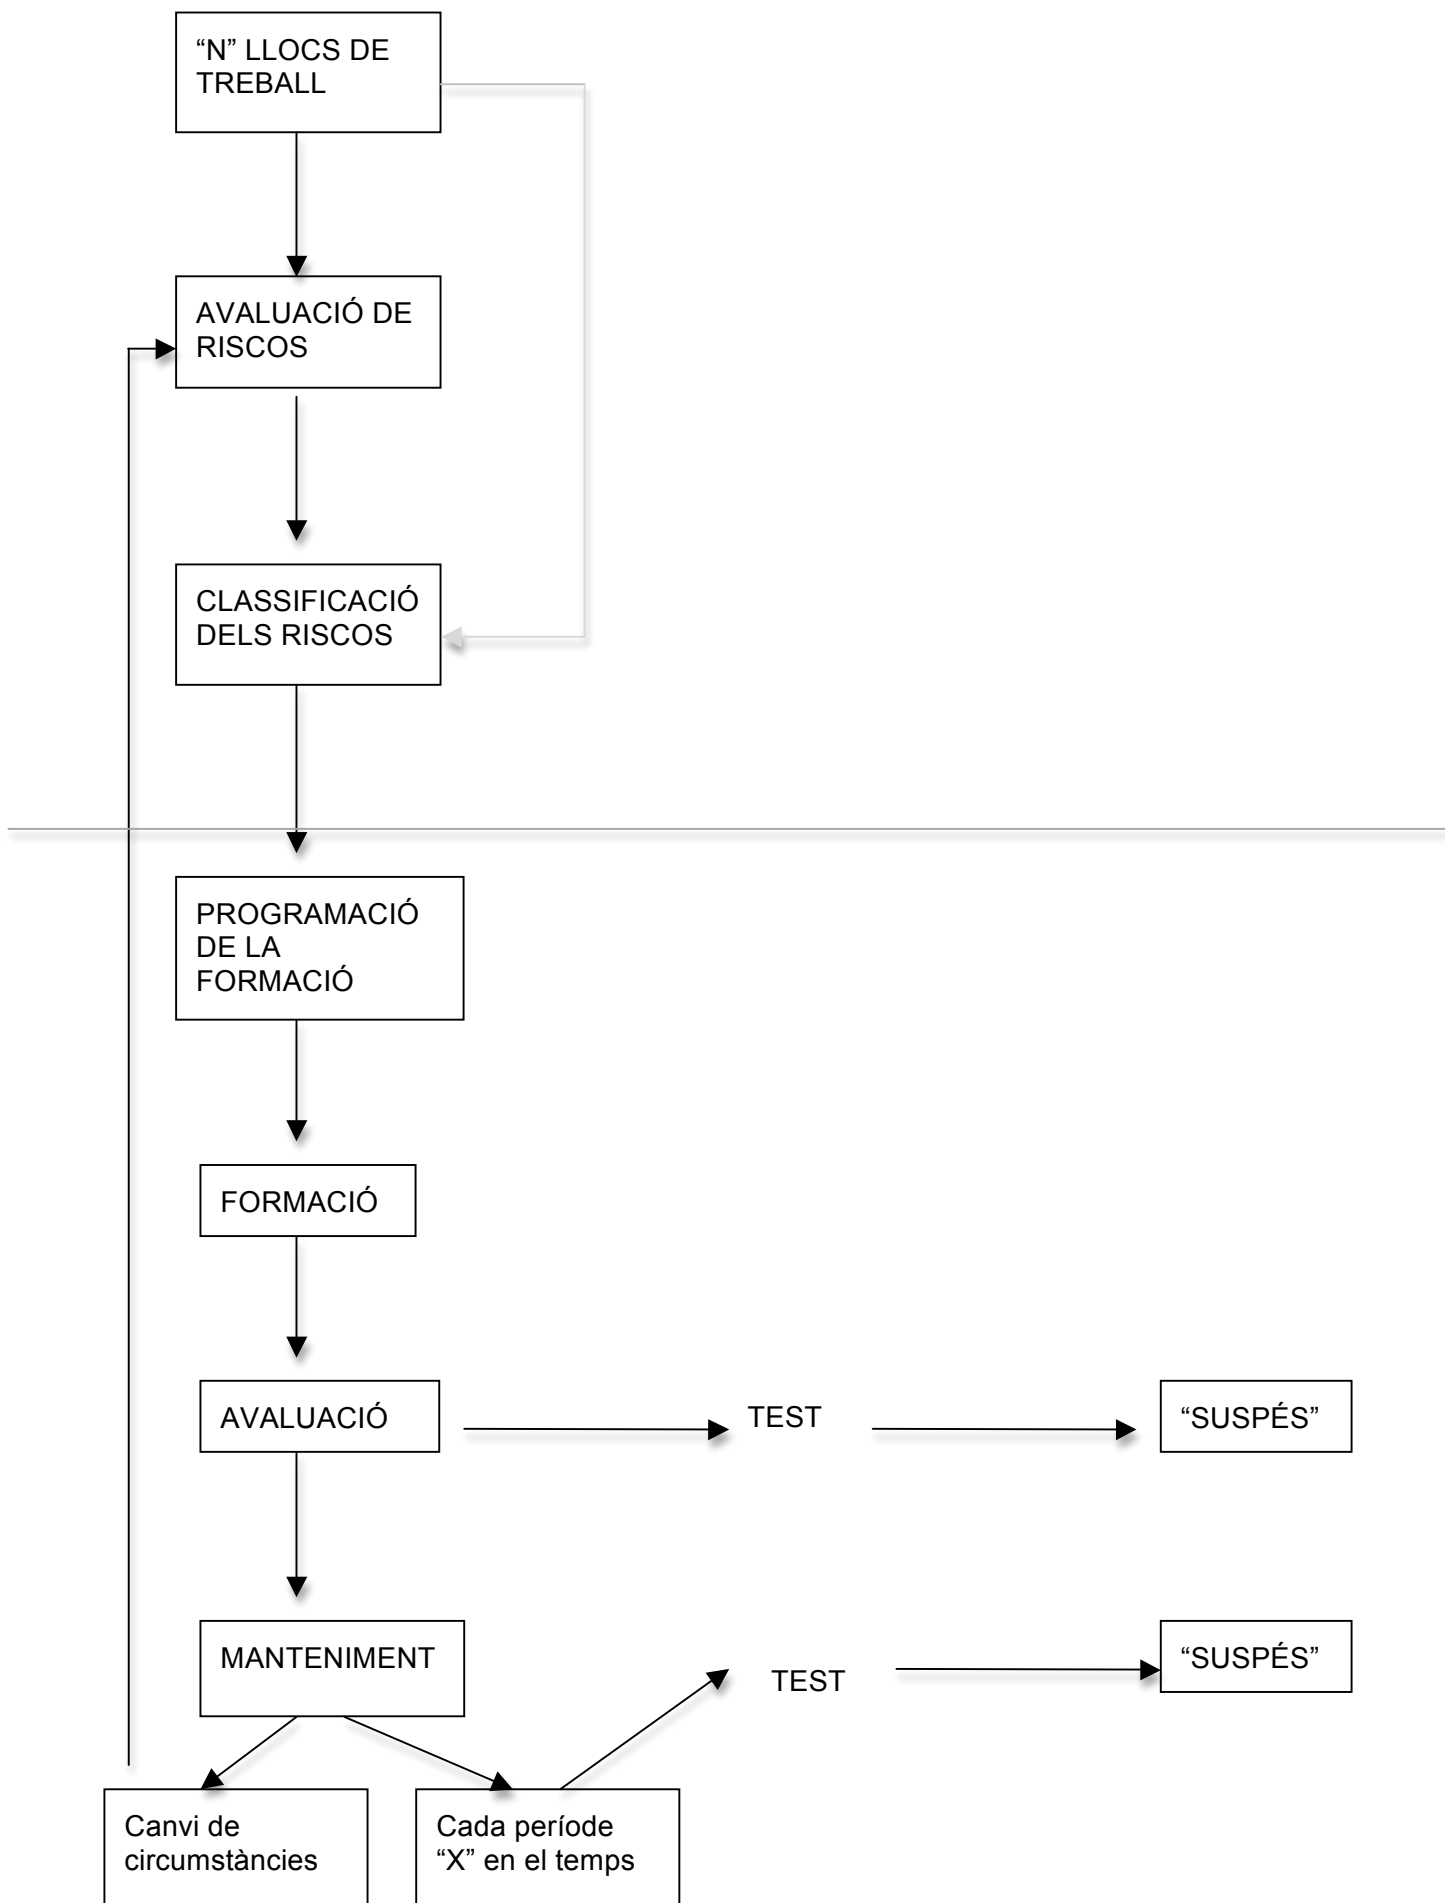 “N” LLOCS DE
TREBALL
AVALUACIÓ DE
RISCOS
CLASSIFICACIÓ
DELS RISCOS
PROGRAMACIÓ
DE LA
FORMACIÓ
FORMACIÓ
AVALUACIÓ
TEST
“SUSPÉS”
MANTENIMENT
TEST
“SUSPÉS”
Canvi de
circumstàncies
Cada període
“X” en el temps